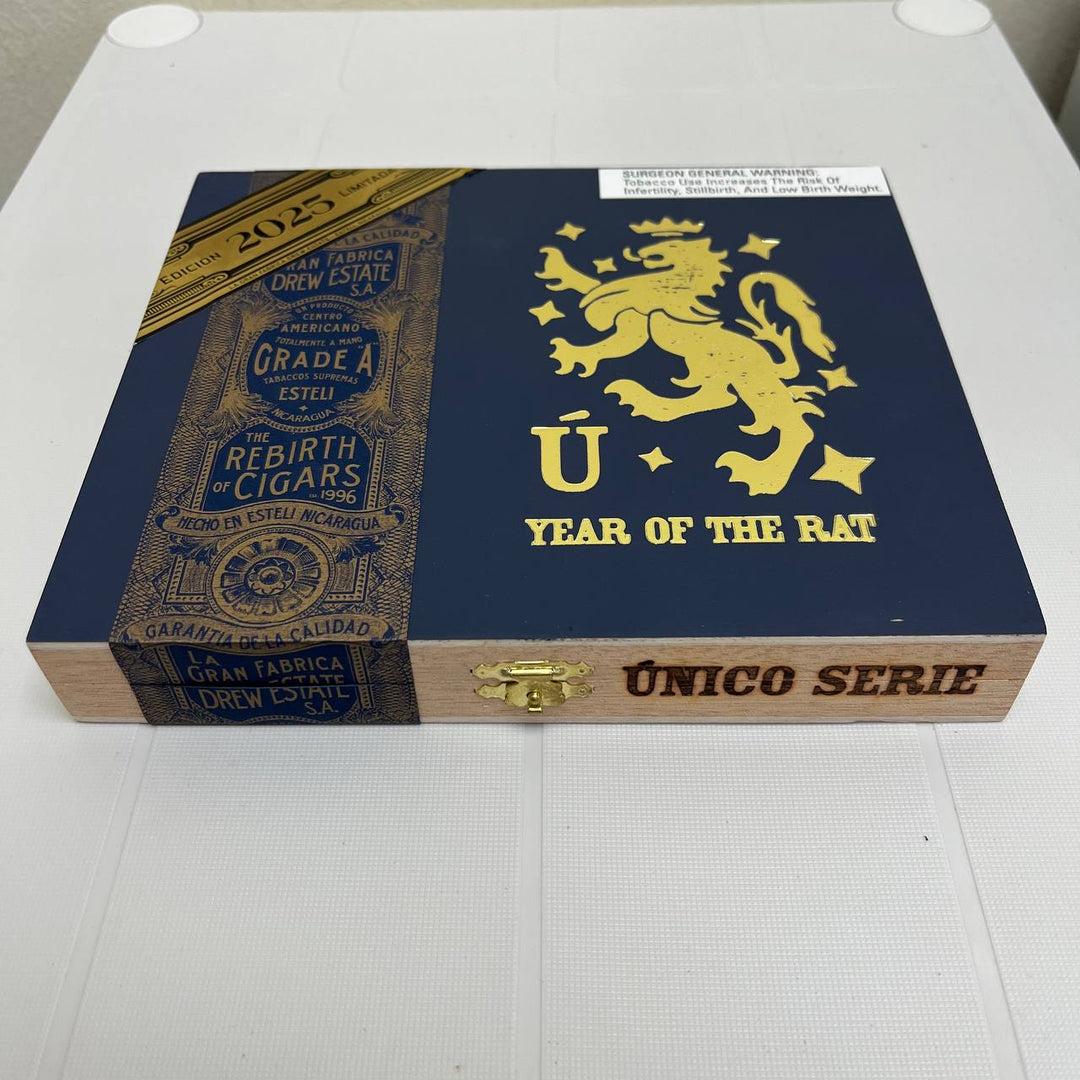 EDICION 2025 LIMITADA
DE LA CALIDAD
GRAN FABRICA
DREW ESTATE
S.A.
UN PRODUCTO
CENTRO
AMERICANO
TOTALMENTE A MANO
GRADE "A"
TABACCOS SUPREMAS
ESTELI
NICARAGUA
THE
REBIRTH
OF CIGARS
EST. 1996
HECHO EN ESTELI NICARAGUA
GARANTIA DE LA CALIDAD
LA
GRAN FABRICA
DREW ESTATE
S.A.
SURGEON GENERAL WARNING:
Tobacco Use Increases The Risk Of
Infertility, Stillbirth, And Low Birth Weight.
Ú
YEAR OF THE RAT
ÚNICO SERIE